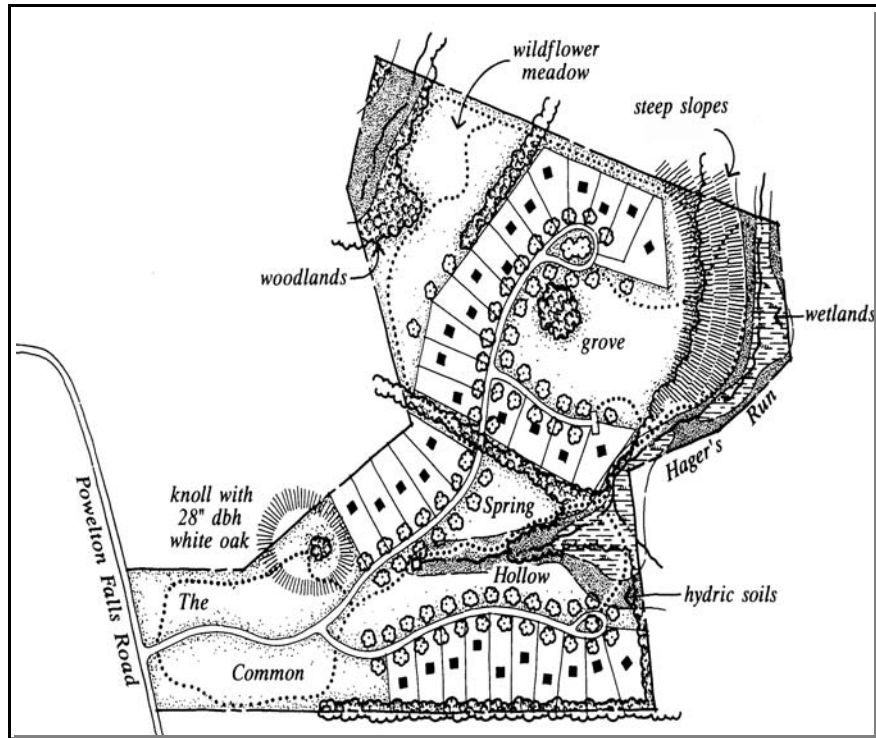 wildflower
meadow
steep slopes
woodlands
wetlands
grove
Hager's Run
knoll with
28" dbh
white oak
Spring
Hollow
hydric soils
The
Common
Powelton Falls Road